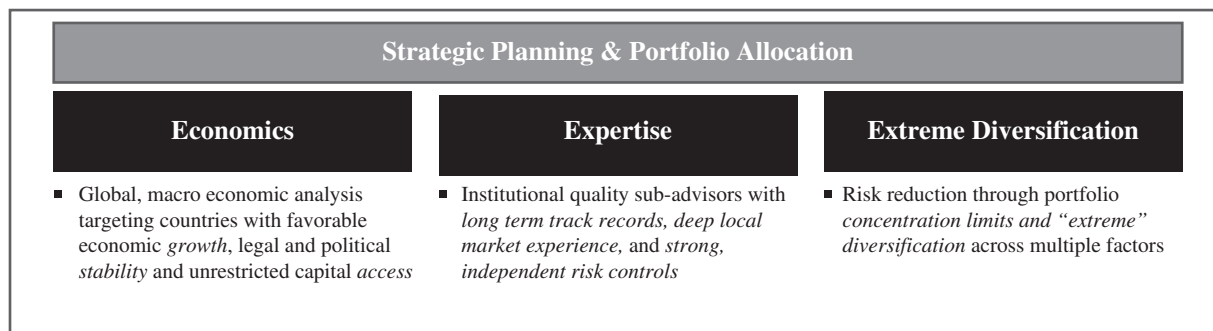 Strategic Planning & Portfolio Allocation
Economics
▪ Global, macro economic analysis
targeting countries with favorable
economic growth, legal and political
stability and unrestricted capital access
Expertise
▪ Institutional quality sub-advisors with
long term track records, deep local
market experience, and strong,
independent risk controls
Extreme Diversification
▪ Risk reduction through portfolio
concentration limits and “extreme”
diversification across multiple factors